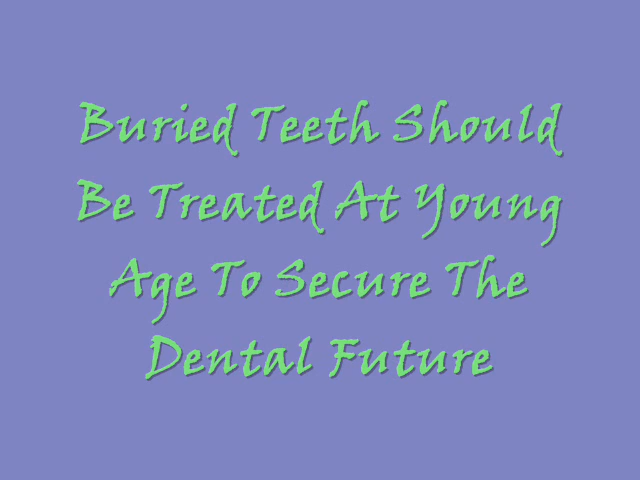 Buried Teeth Should
Be Treated At Young
Age To Secure The
Dental Future